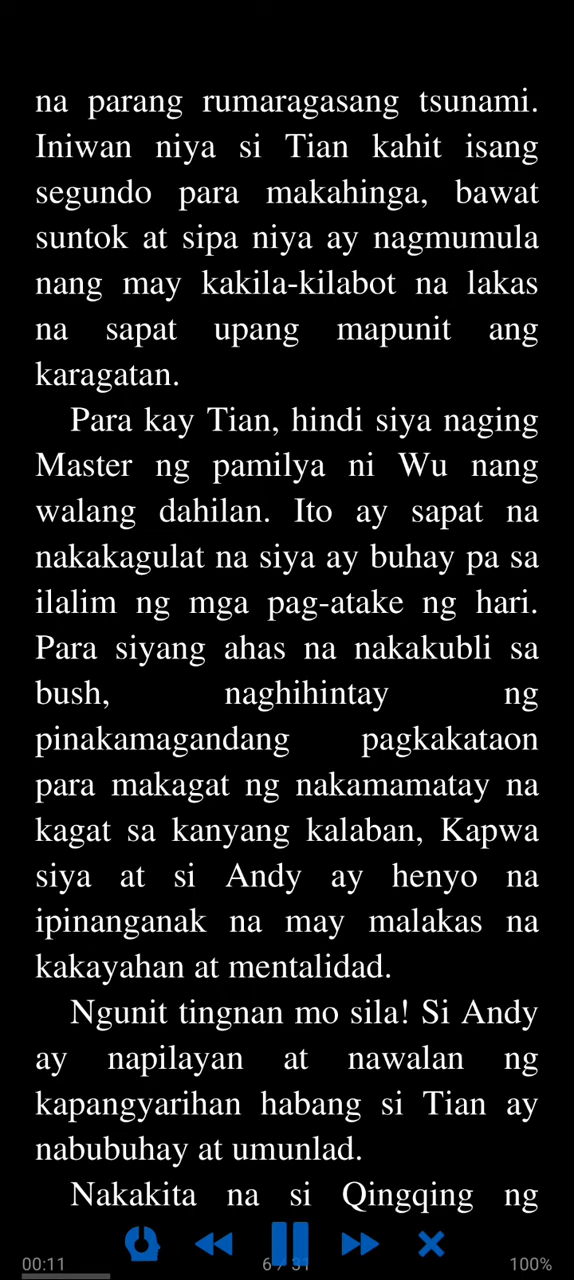 na parang rumaragasang tsunami.
Iniwan niya si Tian kahit isang
segundo para makahinga, bawat
suntok at sipa niya ay nagmumula
nang may kakila-kilabot na lakas
na sapat upang mapunit ang
karagatan.
Para kay Tian, hindi siya naging
Master ng pamilya ni Wu nang
walang dahilan. Ito ay sapat na
nakakagulat na siya ay buhay pa sa
ilalim ng mga pag-atake ng hari.
Para siyang ahas na nakakubli sa
bush, naghihintay ng
pinakamagandang pagkakataon
para makagat ng nakamamatay na
kagat sa kanyang kalaban, Kapwa
siya at si Andy ay henyo na
ipinanganak na may malakas na
kakayahan at mentalidad.
Ngunit tingnan mo sila! Si Andy
ay napilayan at nawalan ng
kapangyarihan habang si Tian ay
nabubuhay at umunlad.
Nakakita na si Qingqing ng
00:11 6 / 31 100%